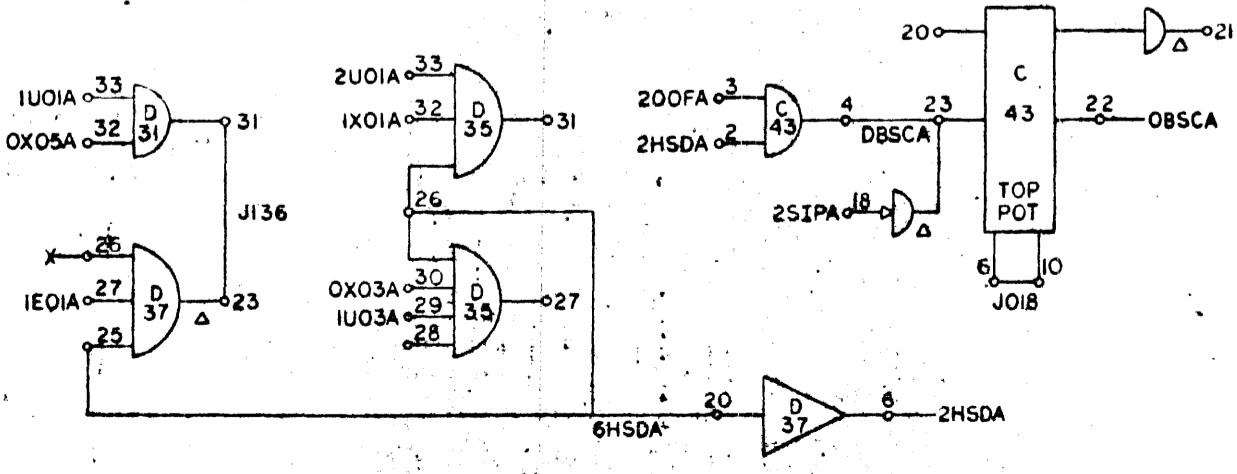 33 33 20 21
1U01A D 31 31 2U01A C
32 32 D 35 31 200FA 3 C 43 4 23 43 22 0BSCA
0X05A 1X01A 2HSDA 2 DBSCA
J136 26 2SIPA 18 Δ TOP POT
X 26 30 6 10
1E01A 27 D 37 23 0X03A D 35 27 J018
25 Δ 1U03A 29
28
20 D 37 6 2HSDA
6HSDA